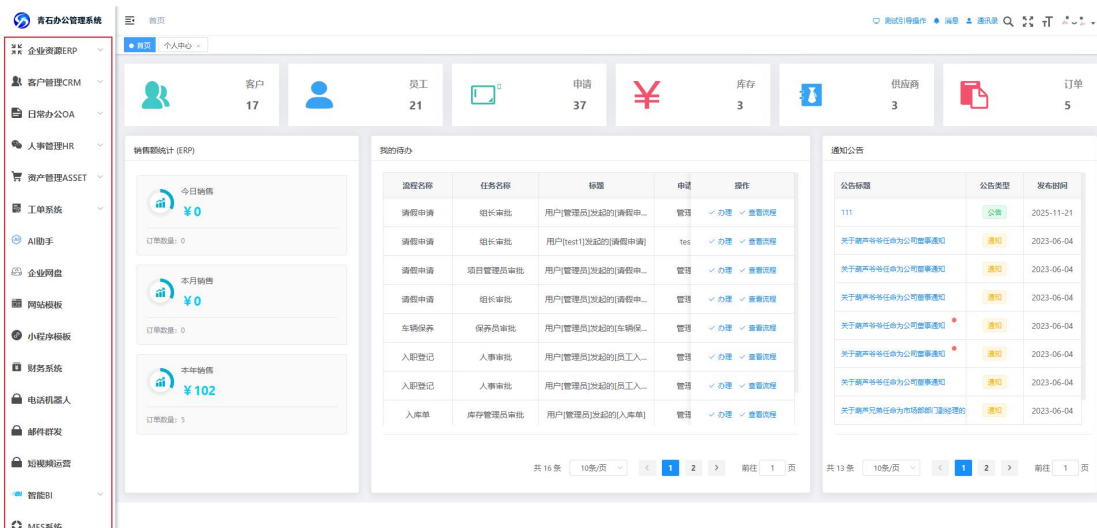 青石办公管理系统
首页
测试引导操作 消息 通讯录
首页 个人中心 ×
企业资源ERP
客户管理CRM
日常办公OA
人事管理HR
资产管理ASSET
工单系统
AI助手
企业网盘
网站模板
小程序模板
财务系统
电话机器人
邮件群发
短视频运营
智能BI
MES系统
客户
17
员工
21
申请
37
库存
3
供应商
3
订单
5
销售额统计 (ERP)
今日销售
¥0
订单数量: 0
本月销售
¥0
订单数量: 0
本年销售
¥102
订单数量: 5
我的待办
流程名称 任务名称 标题 申请 操作
请假申请 组长审批 用户[管理员]发起的[请假申... 管理 办理 查看流程
请假申请 组长审批 用户[test1]发起的[请假申请] tes 办理 查看流程
请假申请 项目管理员审批 用户[管理员]发起的[请假申... 管理 办理 查看流程
请假申请 组长审批 用户[管理员]发起的[请假申... 管理 办理 查看流程
车辆保养 保养员审批 用户[管理员]发起的[车辆保... 管理 办理 查看流程
入职登记 人事审批 用户[管理员]发起的[员工入... 管理 办理 查看流程
入职登记 人事审批 用户[管理员]发起的[员工入... 管理 办理 查看流程
入库单 库存管理员审批 用户[管理员]发起的[入库单] 管理 办理 查看流程
共 16 条 10条/页 < 1 2 > 前往 1 页
通知公告
公告标题 公告类型 发布时间
111 公告 2025-11-21
关于葫芦爷爷任命为公司董事通知 通知 2023-06-04
关于葫芦爷爷任命为公司董事通知 通知 2023-06-04
关于葫芦爷爷任命为公司董事通知 通知 2023-06-04
关于葫芦爷爷任命为公司董事通知 通知 2023-06-04
关于葫芦爷爷任命为公司董事通知 通知 2023-06-04
关于葫芦爷爷任命为公司董事通知 通知 2023-06-04
关于葫芦兄弟任命为市场部部门副经理的 通知 2023-06-04
共 13 条 10条/页 < 1 2 > 前往 1 页